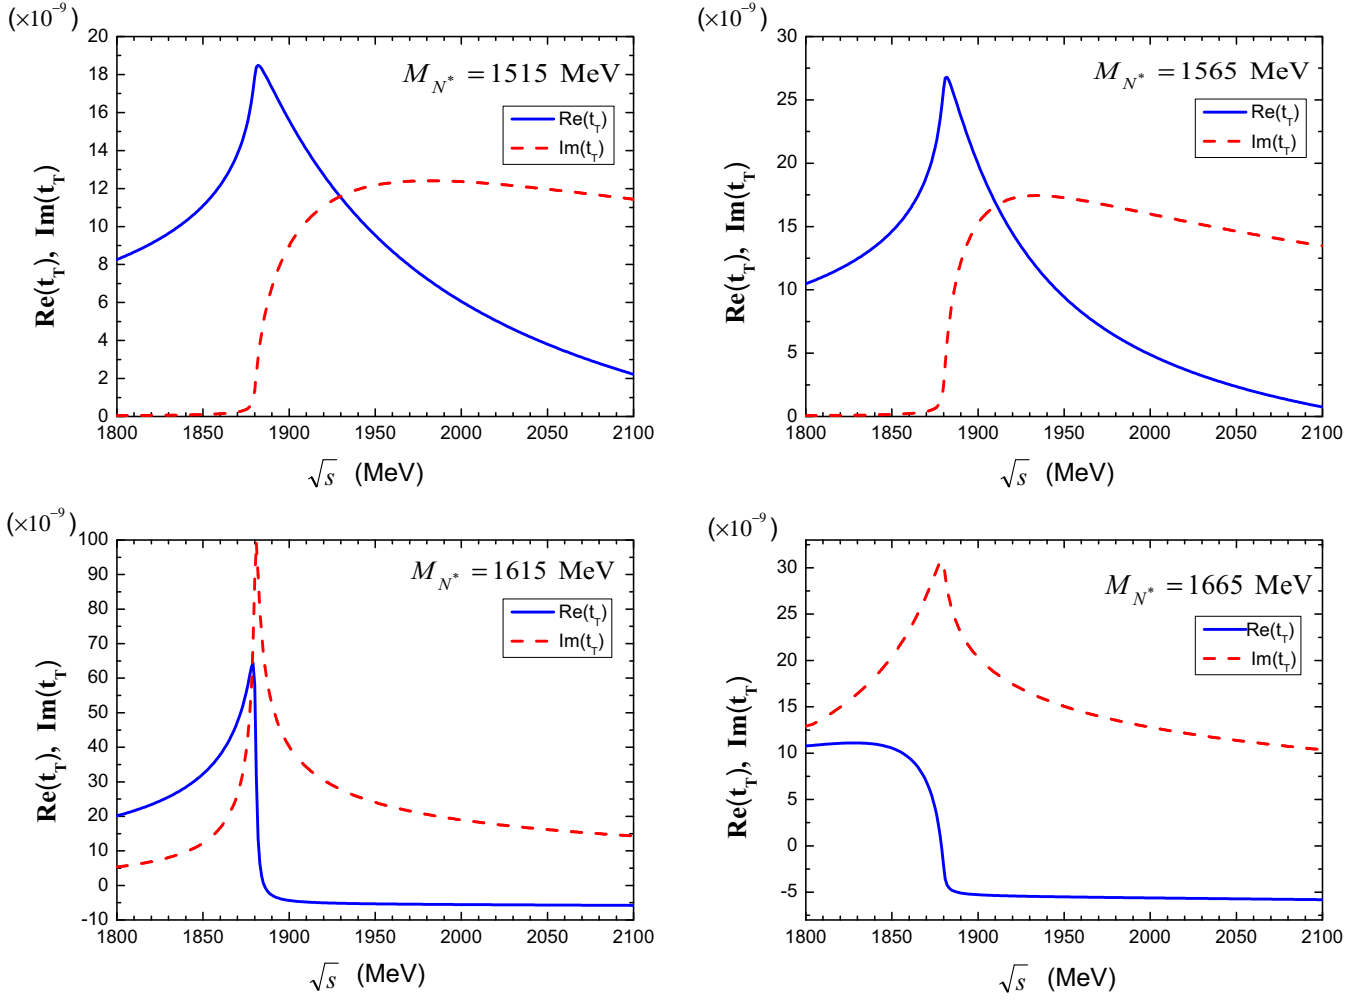 (×10⁻⁹)
20
18
16
14
12
10
8
6
4
2
0
Re(t_T), Im(t_T)
M_N* = 1515 MeV
Re(t_T)
Im(t_T)
1800 1850 1900 1950 2000 2050 2100
√s (MeV)
(×10⁻⁹)
30
25
20
15
10
5
0
Re(t_T), Im(t_T)
M_N* = 1565 MeV
Re(t_T)
Im(t_T)
1800 1850 1900 1950 2000 2050 2100
√s (MeV)
(×10⁻⁹)
100
90
80
70
60
50
40
30
20
10
0
-10
Re(t_T), Im(t_T)
M_N* = 1615 MeV
Re(t_T)
Im(t_T)
1800 1850 1900 1950 2000 2050 2100
√s (MeV)
(×10⁻⁹)
30
25
20
15
10
5
0
-5
Re(t_T), Im(t_T)
M_N* = 1665 MeV
Re(t_T)
Im(t_T)
1800 1850 1900 1950 2000 2050 2100
√s (MeV)